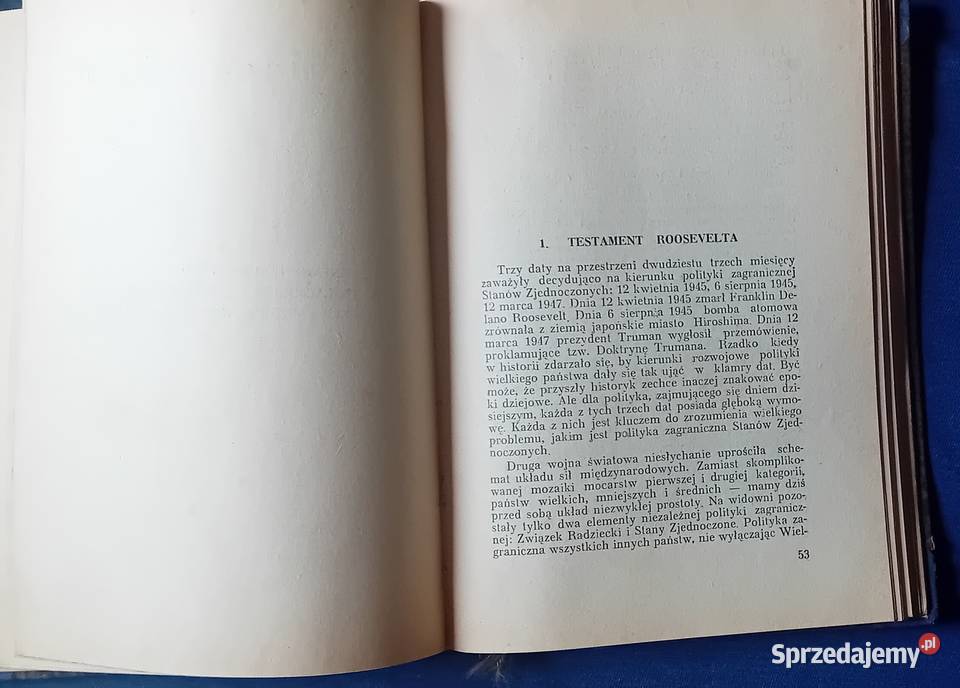 1. TESTAMENT ROOSEVELTA
Trzy daty na przestrzeni dwudziestu trzech miesięcy
zaważyły decydująco na kierunku polityki zagranicznej
Stanów Zjednoczonych: 12 kwietnia 1945, 6 sierpnia 1945,
12 marca 1947. Dnia 12 kwietnia 1945 zmarł Franklin De-
lano Roosevelt. Dnia 6 sierpnia 1945 bomba atomowa
zrównała z ziemią japońskie miasto Hiroshima. Dnia 12
marca 1947 prezydent Truman wygłosił przemówienie,
proklamujące tzw. Doktrynę Trumana. Rzadko kiedy
w historii zdarzało się, by kierunki rozwojowe polityki
wielkiego państwa dały się tak ująć w klamry dat. Być
może, że przyszły historyk zechce inaczej znakować epo-
ki dziejowe. Ale dla polityka, zajmującego się dniem dzi-
siejszym, każda z tych trzech dat posiada głęboką wymo-
wę. Każda z nich jest kluczem do zrozumienia wielkiego
problemu, jakim jest polityka zagraniczna Stanów Zjed-
noczonych.
Druga wojna światowa niesłychanie uprościła sche-
mat układu sił międzynarodowych. Zamiast skompliko-
wanej mozaiki mocarstw pierwszej i drugiej kategorii,
państw wielkich, mniejszych i średnich — mamy dziś
przed sobą układ niezwykłej prostoty. Na widowni pozo-
stały tylko dwa elementy niezależnej polityki zagranicz-
nej: Związek Radziecki i Stany Zjednoczone. Polityka za-
graniczna wszystkich innych państw, nie wyłączając Wiel-
53
Sprzedajemy.pl